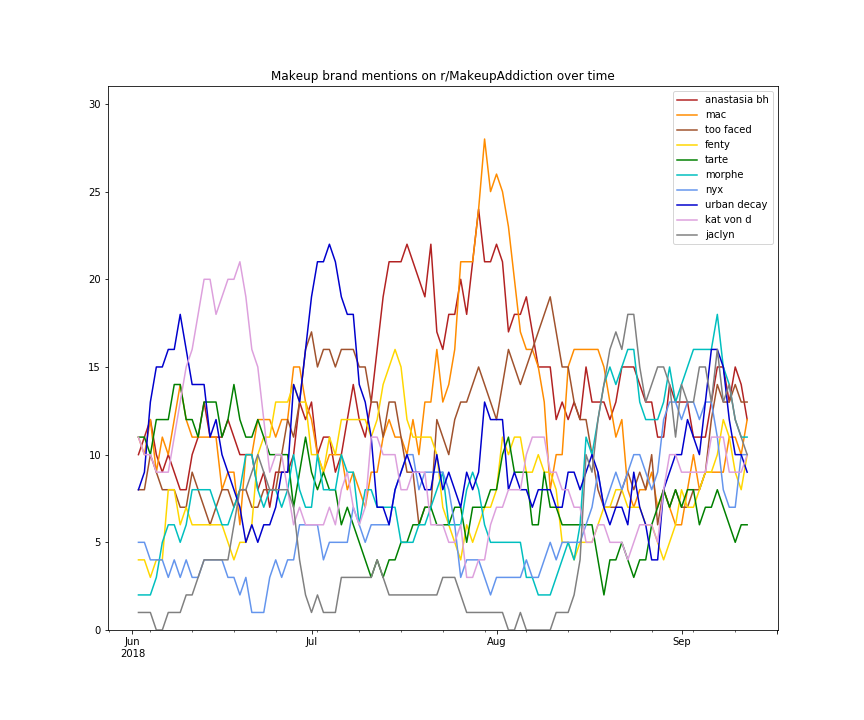 Makeup brand mentions on r/MakeupAddiction over time
30
25
20
15
10
5
0
anastasia bh
mac
too faced
fenty
tarte
morphe
nyx
urban decay
kat von d
jaclyn
Jun
2018
Jul
Aug
Sep